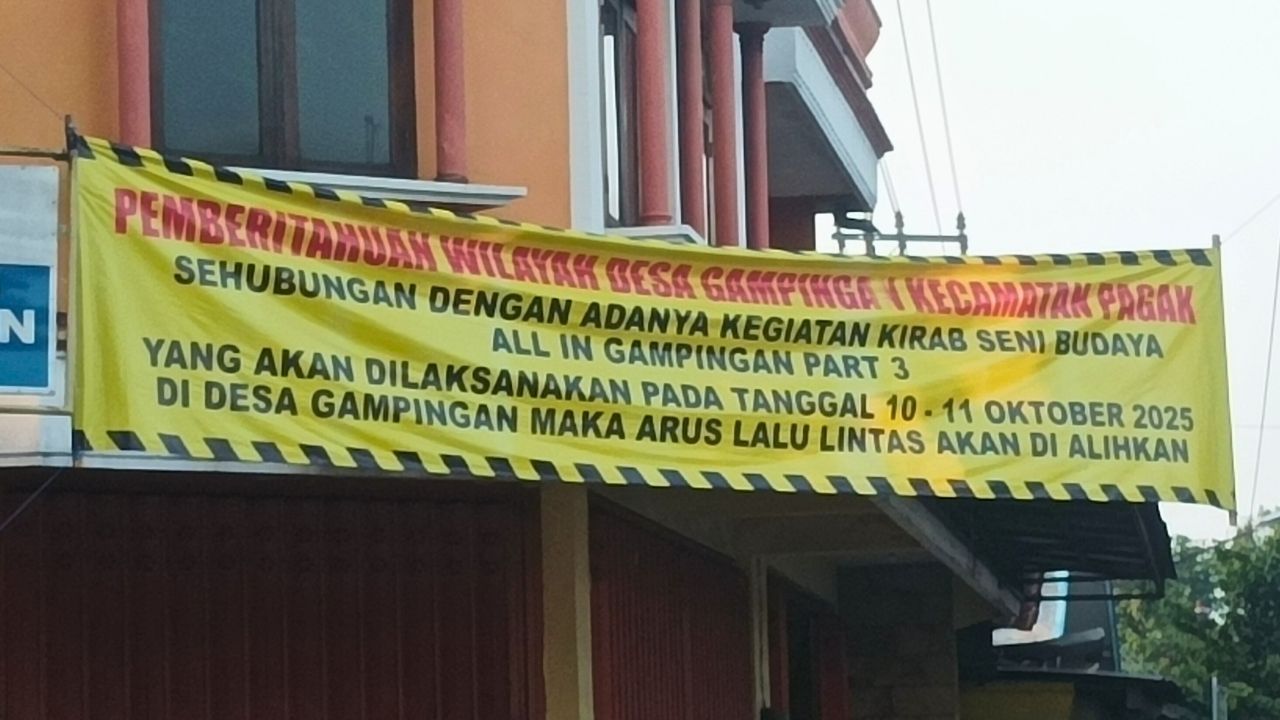 PEMBERITAHUAN WILAYAH DESA GAMPINGA KECAMATAN PAGAK
SEHUBUNGAN DENGAN ADANYA KEGIATAN KIRAB SENI BUDAYA
ALL IN GAMPINGAN PART 3
YANG AKAN DILAKSANAKAN PADA TANGGAL 10 - 11 OKTOBER 2025
DI DESA GAMPINGAN MAKA ARUS LALU LINTAS AKAN DI ALIHKAN
N